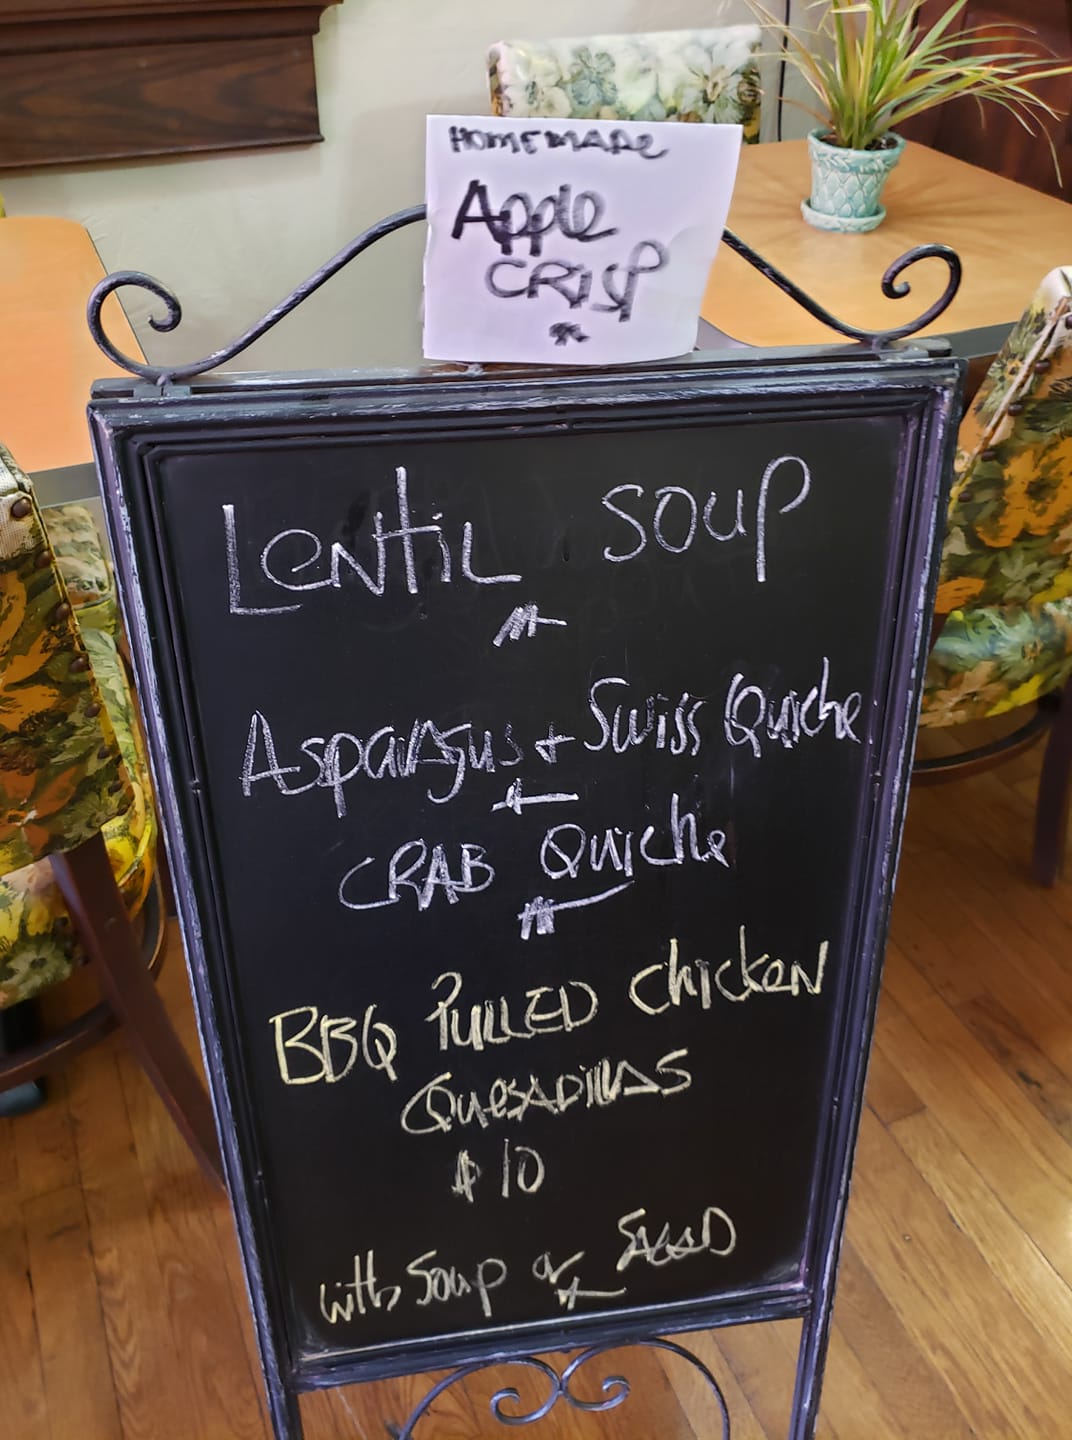 HOMEMADE
Apple
CRISP
LENTIL SOUP
Asparagus + Swiss Quiche
CRAB Quiche
BBQ PULLED Chicken
QUESADILLAS
$10
with Soup or SALAD